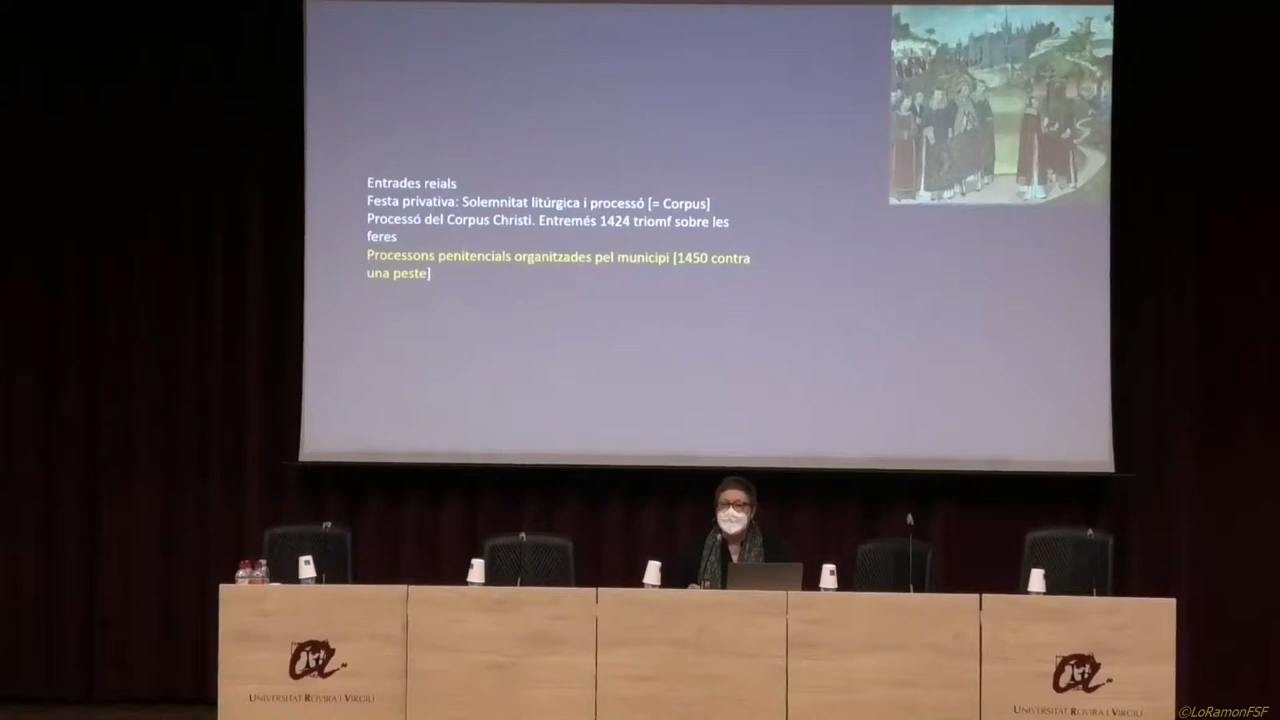 Entrades reials
Festa privativa: Solemnitat litúrgica i processó [= Corpus]
Processó del Corpus Christi. Entremés 1424 triomf sobre les
feres
Processons penitencials organitzades pel municipi [1450 contra
una peste]
UNIVERSITAT ROVIRA I VIRGILI
UNIVERSITAT ROVIRA I VIRGILI
©LoRamonFSF